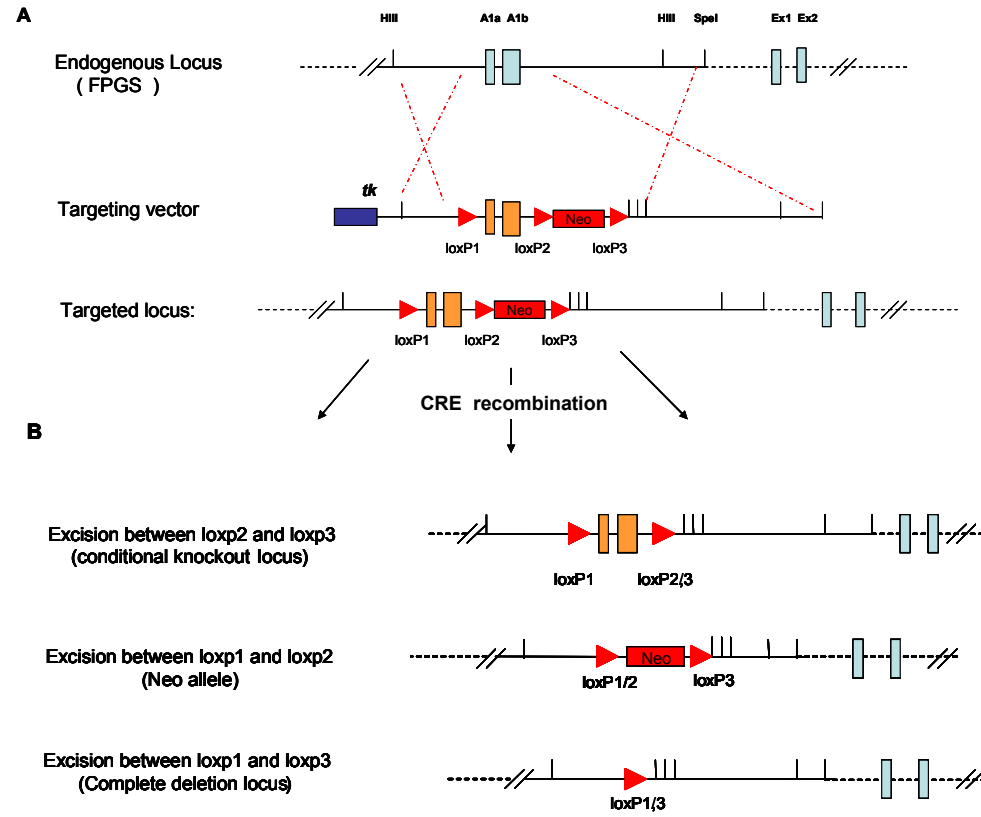 A
HIII A1a A1b HIII SpeI Ex1 Ex2
Endogenous Locus
( FPGS )
tk
Targeting vector
Neo
loxP1 loxP2 loxP3
Targeted locus:
Neo
loxP1 loxP2 loxP3
CRE recombination
B
Excision between loxp2 and loxp3
(conditional knockout locus)
loxP1 loxP2/3
Excision between loxp1 and loxp2
(Neo allele)
Neo
loxP1/2 loxP3
Excision between loxp1 and loxp3
(Complete deletion locus)
loxP1/3